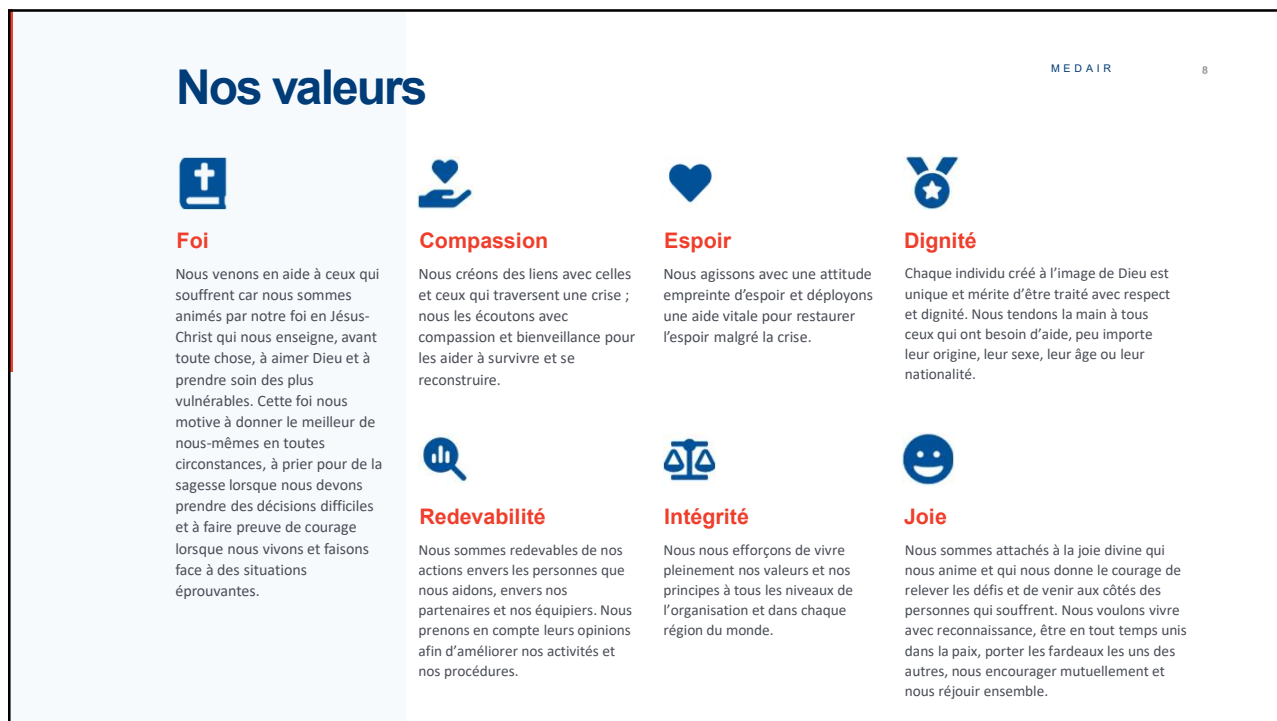 Nos valeurs
MEDAIR
8
Foi
Nous venons en aide à ceux qui
souffrent car nous sommes
animés par notre foi en Jésus-
Christ qui nous enseigne, avant
toute chose, à aimer Dieu et à
prendre soin des plus
vulnérables. Cette foi nous
motive à donner le meilleur de
nous-mêmes en toutes
circonstances, à prier pour de la
sagesse lorsque nous devons
prendre des décisions difficiles
et à faire preuve de courage
lorsque nous vivons et faisons
face à des situations
éprouvantes.
Compassion
Nous créons des liens avec celles
et ceux qui traversent une crise ;
nous les écoutons avec
compassion et bienveillance pour
les aider à survivre et se
reconstruire.
Espoir
Nous agissons avec une attitude
empreinte d’espoir et déployons
une aide vitale pour restaurer
l’espoir malgré la crise.
Dignité
Chaque individu créé à l’image de Dieu est
unique et mérite d’être traité avec respect
et dignité. Nous tendons la main à tous
ceux qui ont besoin d’aide, peu importe
leur origine, leur sexe, leur âge ou leur
nationalité.
Redevabilité
Nous sommes redevables de nos
actions envers les personnes que
nous aidons, envers nos
partenaires et nos équipiers. Nous
prenons en compte leurs opinions
afin d’améliorer nos activités et
nos procédures.
Intégrité
Nous nous efforçons de vivre
pleinement nos valeurs et nos
principes à tous les niveaux de
l’organisation et dans chaque
région du monde.
Joie
Nous sommes attachés à la joie divine qui
nous anime et qui nous donne le courage de
relever les défis et de venir aux côtés des
personnes qui souffrent. Nous voulons vivre
avec reconnaissance, être en tout temps unis
dans la paix, porter les fardeaux les uns des
autres, nous encourager mutuellement et
nous réjouir ensemble.